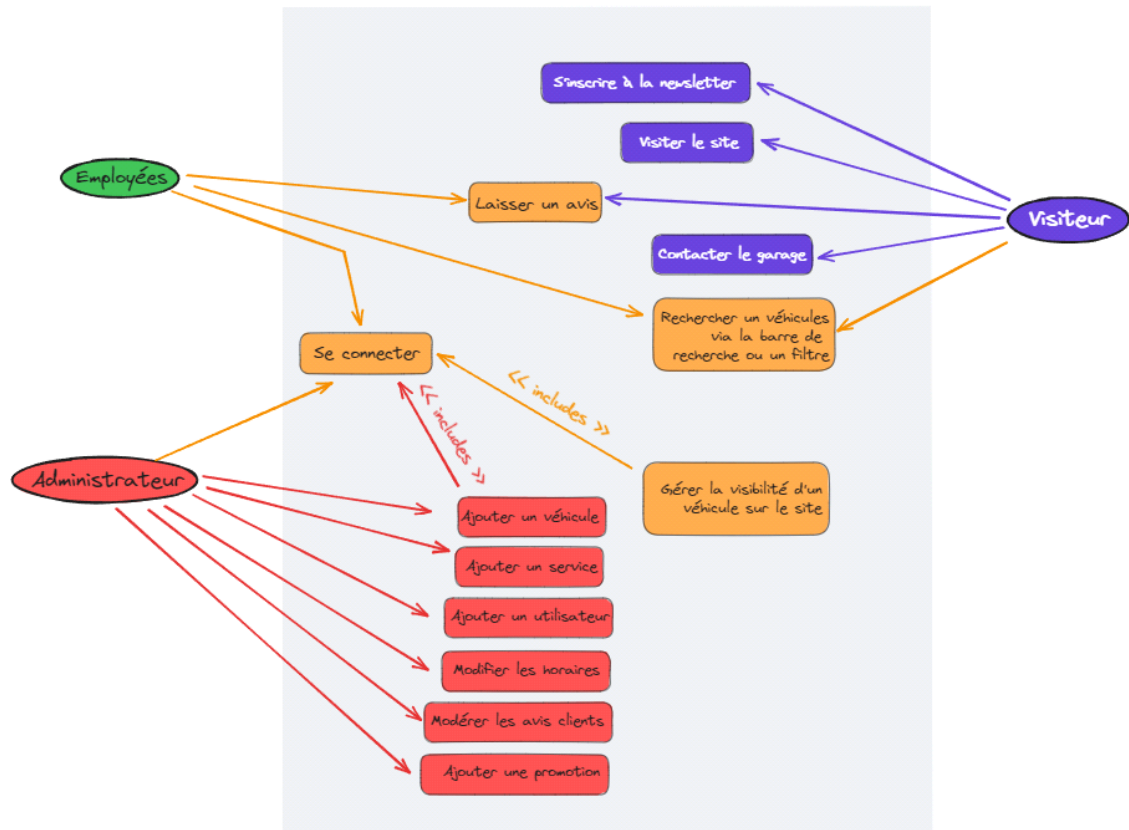 S'inscrire à la newsletter
Visiter le site
Employées
Laisser un avis
Visiteur
Contacter le garage
Rechercher un véhicules
via la barre de
recherche ou un filtre
Se connecter
<< includes >>
<< includes >>
Administrateur
Gérer la visibilité d'un
véhicule sur le site
Ajouter un véhicule
Ajouter un service
Ajouter un utilisateur
Modifier les horaires
Modérer les avis clients
Ajouter une promotion